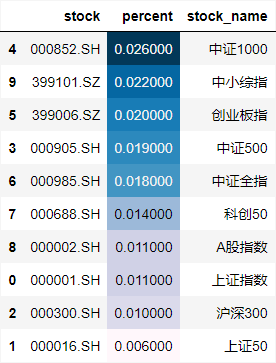 stock percent stock_name
4 000852.SH 0.026000 中证1000
9 399101.SZ 0.022000 中小综指
5 399006.SZ 0.020000 创业板指
3 000905.SH 0.019000 中证500
6 000985.SH 0.018000 中证全指
7 000688.SH 0.014000 科创50
8 000002.SH 0.011000 A股指数
0 000001.SH 0.011000 上证指数
2 000300.SH 0.010000 沪深300
1 000016.SH 0.006000 上证50